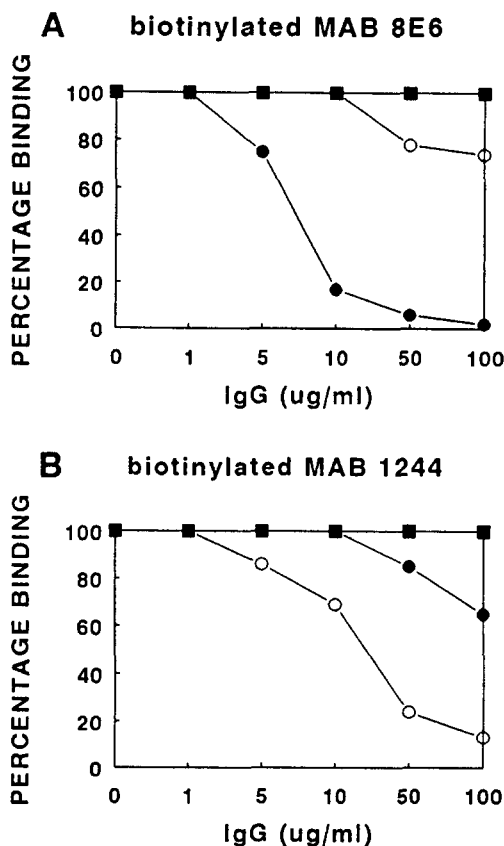 A biotinylated MAB 8E6
PERCENTAGE BINDING
100
80
60
40
20
0
0 1 5 10 50 100
IgG (ug/ml)
B biotinylated MAB 1244
PERCENTAGE BINDING
100
80
60
40
20
0
0 1 5 10 50 100
IgG (ug/ml)